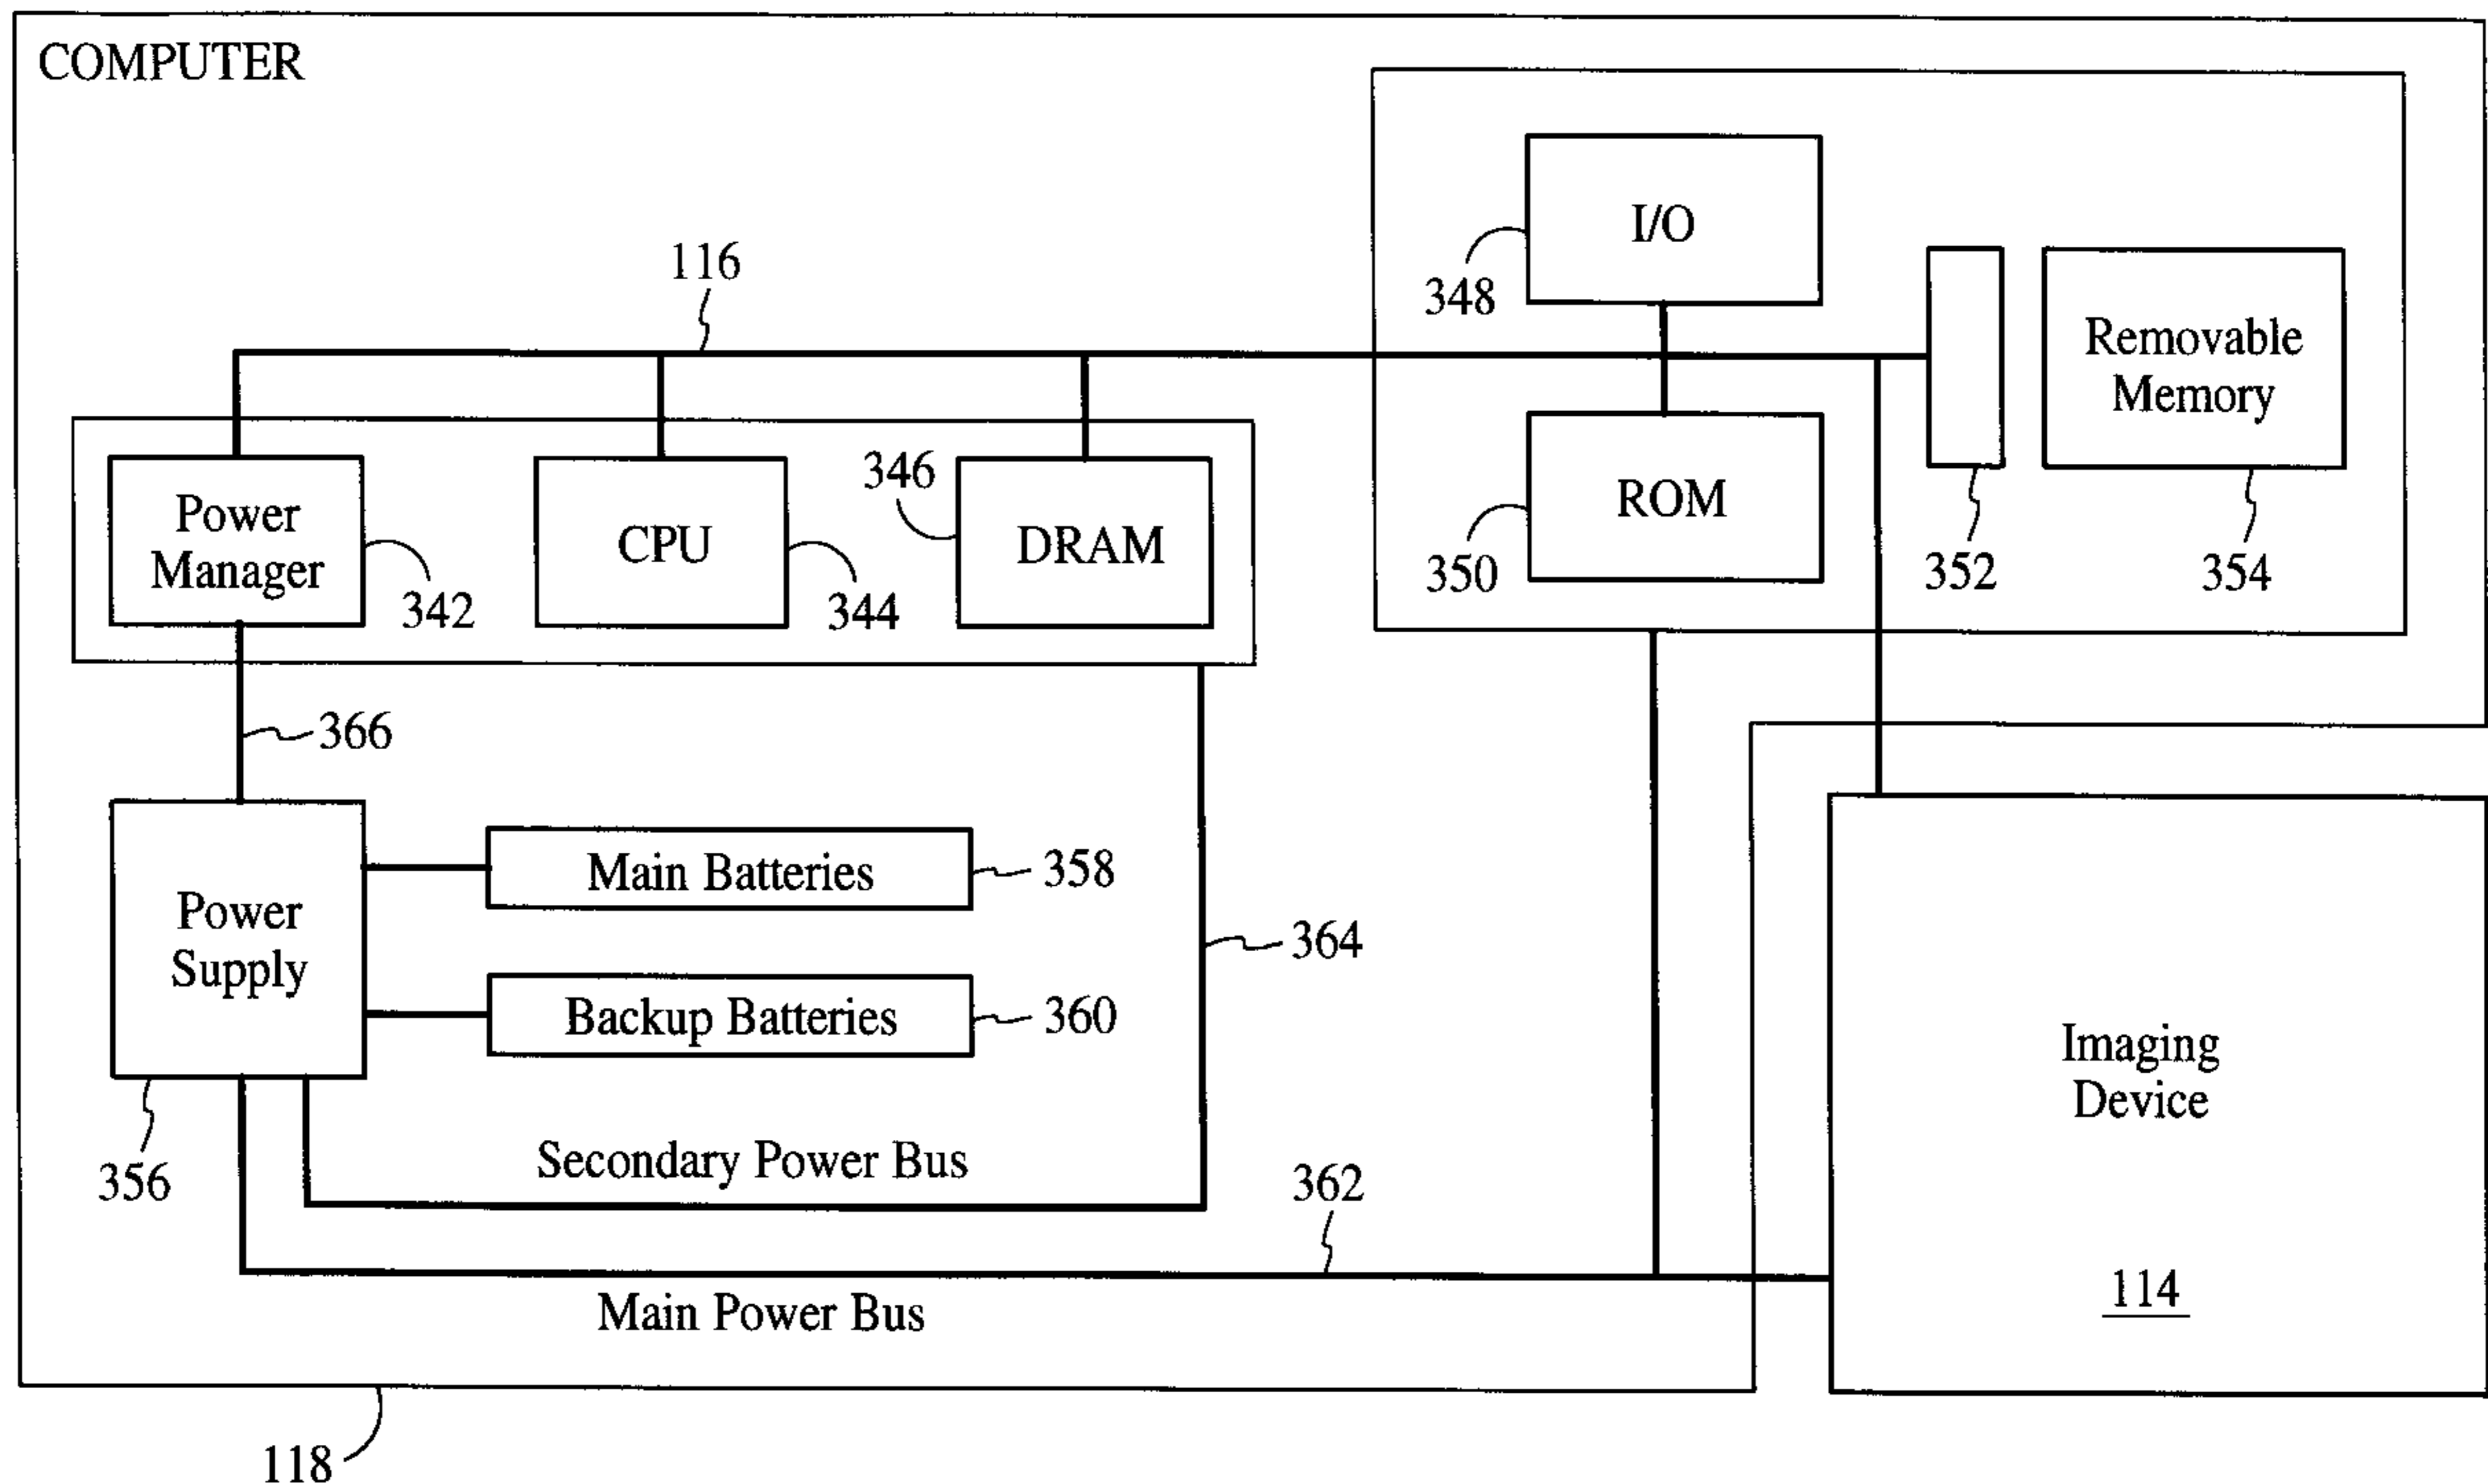 COMPUTER
116
I/O
348
Removable
Memory
Power
Manager
342
CPU
344
346
DRAM
ROM
350
352
354
366
Power
Supply
Main Batteries
358
Backup Batteries
360
364
356
Secondary Power Bus
362
Main Power Bus
Imaging
Device
114
118